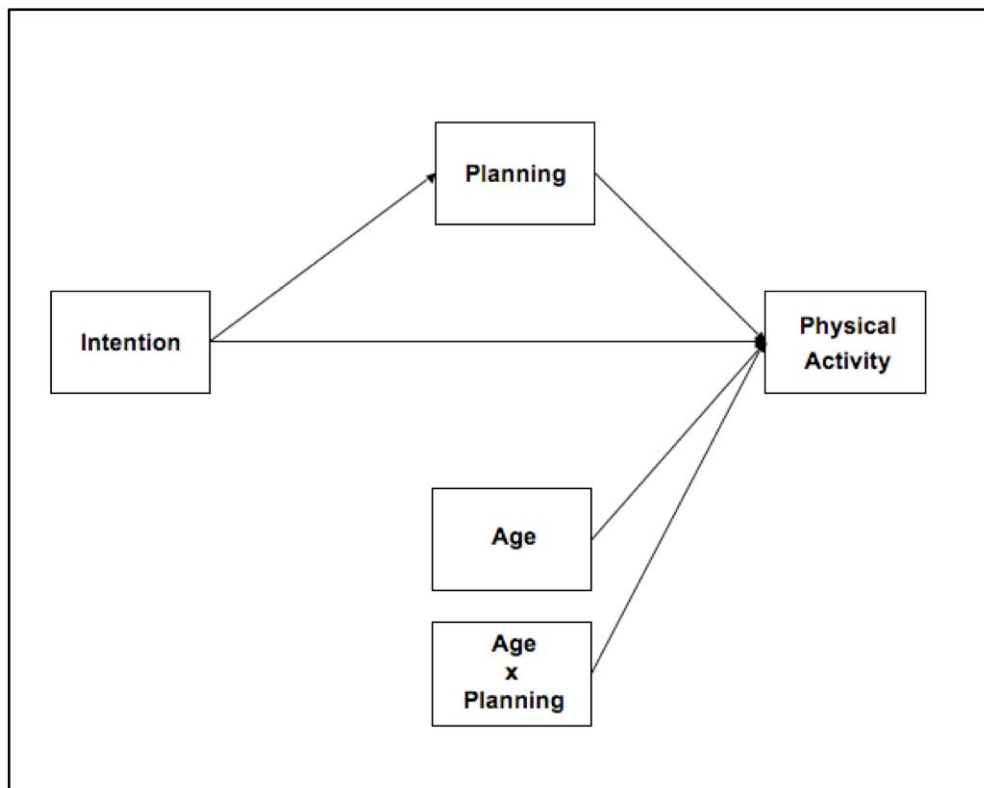 Planning
Intention
Physical
Activity
Age
Age
x
Planning